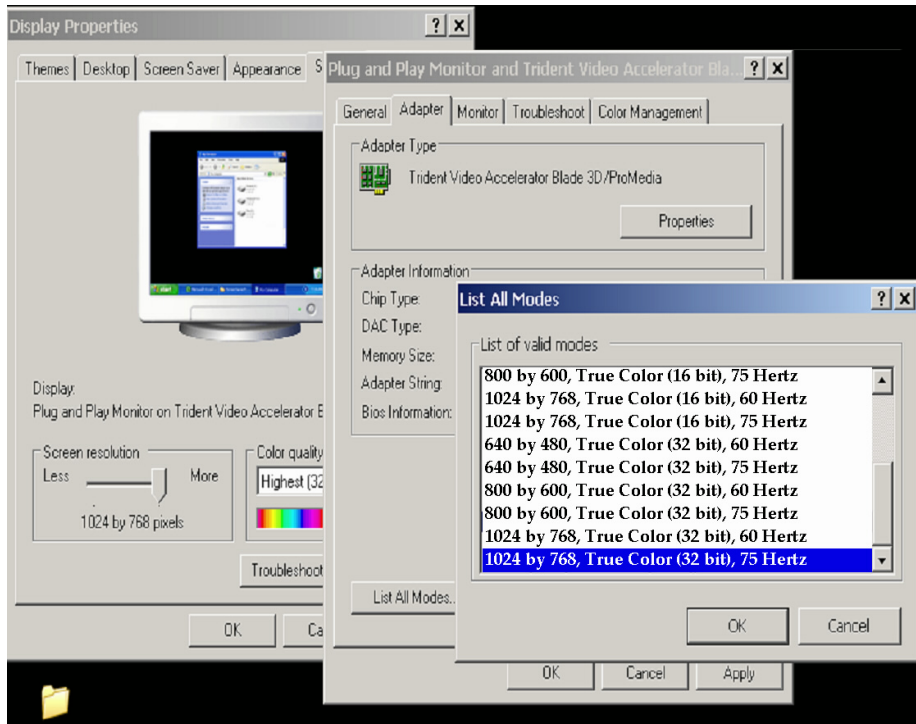 Display Properties
Themes
Desktop
Screen Saver
Appearance
S
Display:
Plug and Play Monitor on Trident Video Accelerator B
Screen resolution
Less
More
1024 by 768 pixels
Color quality
Highest (32
Troubleshoot
OK
Ca
Plug and Play Monitor and Trident Video Accelerator Bla...
General
Adapter
Monitor
Troubleshoot
Color Management
Adapter Type
Trident Video Accelerator Blade 3D/ProMedia
Properties
Adapter Information
Chip Type:
DAC Type:
Memory Size:
Adapter String:
Bios Information:
List All Modes..
OK
Cancel
Apply
List All Modes
List of valid modes
800 by 600, True Color (16 bit), 75 Hertz
1024 by 768, True Color (16 bit), 60 Hertz
1024 by 768, True Color (16 bit), 75 Hertz
640 by 480, True Color (32 bit), 60 Hertz
640 by 480, True Color (32 bit), 75 Hertz
800 by 600, True Color (32 bit), 60 Hertz
800 by 600, True Color (32 bit), 75 Hertz
1024 by 768, True Color (32 bit), 60 Hertz
1024 by 768, True Color (32 bit), 75 Hertz
OK
Cancel